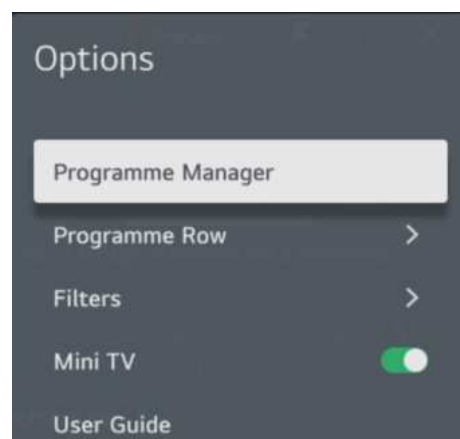 Options
Programme Manager
Programme Row
Filters
Mini TV
User Guide